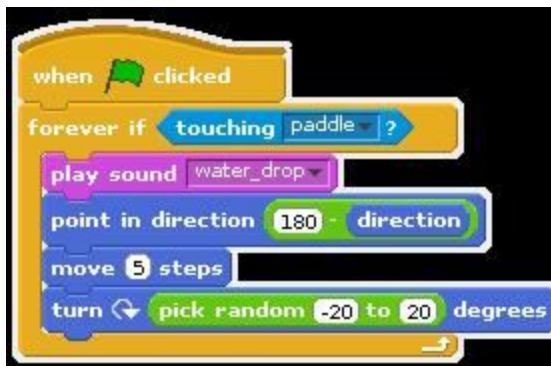 when clicked
forever if touching paddle ?
play sound water_drop
point in direction 180 - direction
move 5 steps
turn pick random -20 to 20 degrees